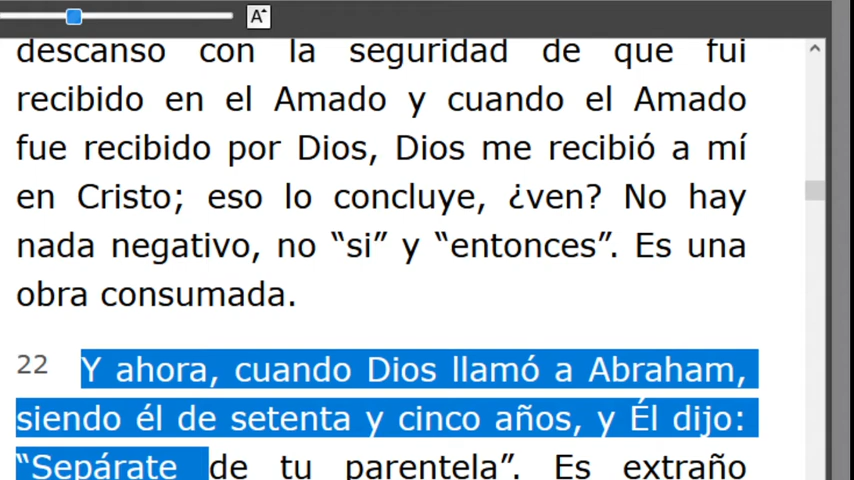 A
descanso con la seguridad de que fui
recibido en el Amado y cuando el Amado
fue recibido por Dios, Dios me recibió a mí
en Cristo; eso lo concluye, ¿ven? No hay
nada negativo, no “si” y “entonces”. Es una
obra consumada.
22 Y ahora, cuando Dios llamó a Abraham,
siendo él de setenta y cinco años, y Él dijo:
“Sepárate de tu parentela”. Es extraño